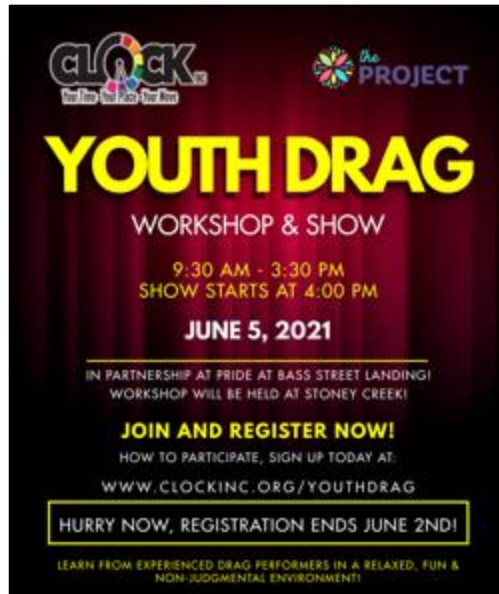 CLOCK INC
Your Time · Your Place · Your Move
the
PROJECT
YOUTH DRAG
WORKSHOP & SHOW
9:30 AM - 3:30 PM
SHOW STARTS AT 4:00 PM
JUNE 5, 2021
IN PARTNERSHIP AT PRIDE AT BASS STREET LANDING!
WORKSHOP WILL BE HELD AT STONEY CREEK!
JOIN AND REGISTER NOW!
HOW TO PARTICIPATE, SIGN UP TODAY AT:
WWW.CLOCKINC.ORG/YOUTHDRAG
HURRY NOW, REGISTRATION ENDS JUNE 2ND!
LEARN FROM EXPERIENCED DRAG PERFORMERS IN A RELAXED, FUN &
NON-JUDGMENTAL ENVIRONMENT!